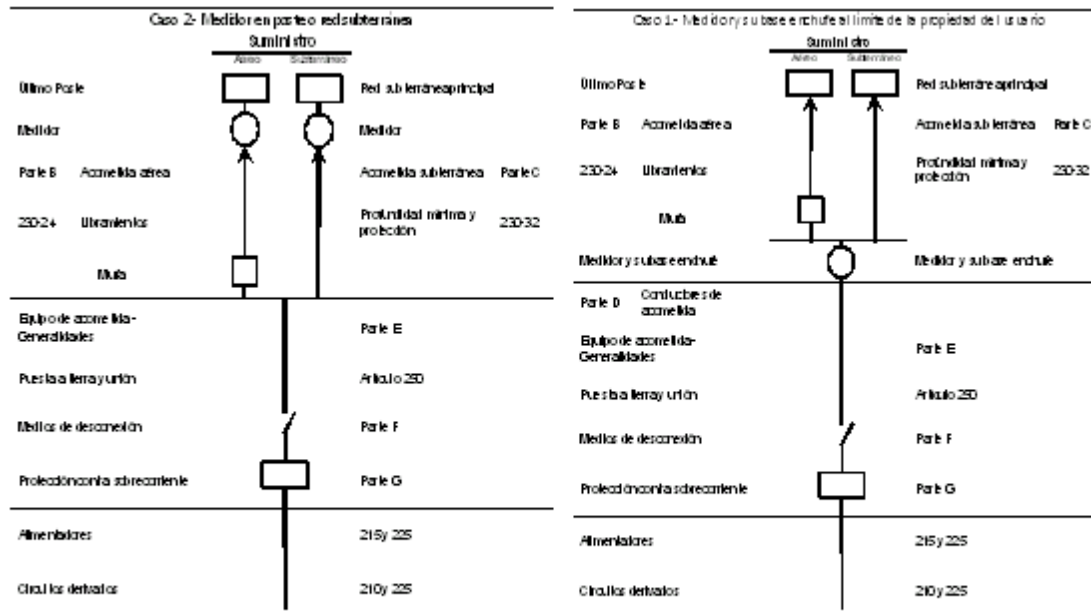 Caso 2- Medidor en poste o red subterránea
Suministro
Aéreo Subterráneo
Último Poste Red subterránea principal
Medidor Medidor
Parte B Acometida aérea Acometida subterránea Parte C
230-24 Libramientos Profundidad mínima y
protección 230-32
Mufa
Equipo de acometida-
Generalidades Parte E
Puesta a tierra y unión Artículo 250
Medios de desconexión Parte F
Protección contra sobrecorriente Parte G
Alimentadores 215 y 225
Circuitos derivados 210 y 225
Caso 1.- Medidor y subase enchufe al límite de la propiedad del usuario
Suministro
Aéreo Subterráneo
Último Poste Red subterránea principal
Parte B Acometida aérea Acometida subterránea Parte C
230-24 Libramientos Profundidad mínima y
protección 230-32
Mufa
Medidor y subase enchufe Medidor y subase enchufe
Parte D Conductores de
acometida
Equipo de acometida-
Generalidades Parte E
Puesta a tierra y unión Artículo 250
Medios de desconexión Parte F
Protección contra sobrecorriente Parte G
Alimentadores 215 y 225
Circuitos derivados 210 y 225